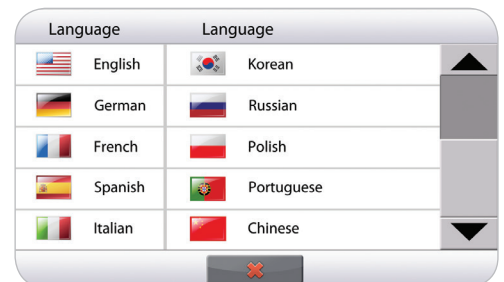 Language Language
English Korean
German Russian
French Polish
Spanish Portuguese
Italian Chinese